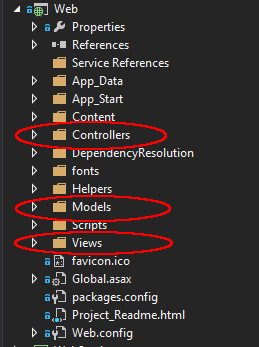 Web
Properties
References
Service References
App_Data
App_Start
Content
Controllers
DependencyResolution
fonts
Helpers
Models
Scripts
Views
favicon.ico
Global.asax
packages.config
Project_Readme.html
Web.config